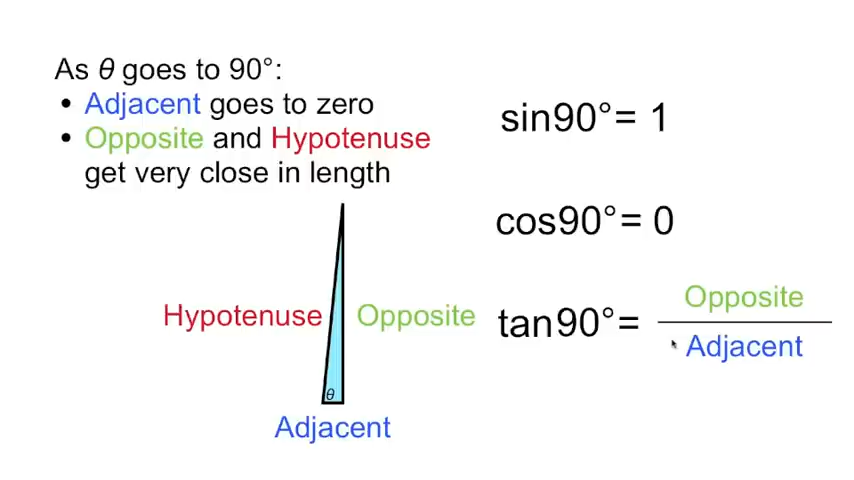 As θ goes to 90°:
• Adjacent goes to zero
• Opposite and Hypotenuse
get very close in length
sin90°= 1
cos90°= 0
tan90°= Opposite
Adjacent
Hypotenuse
Opposite
θ
Adjacent